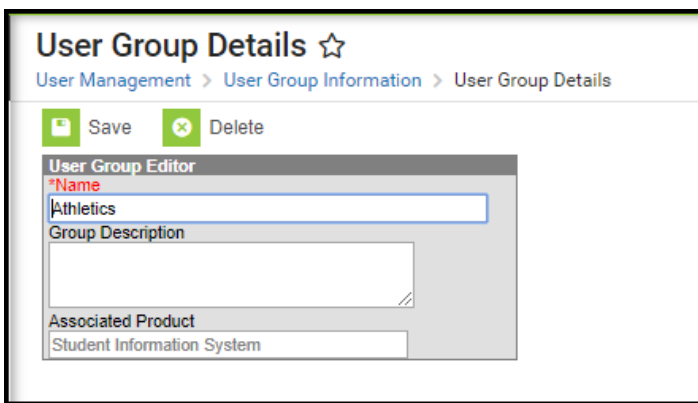 User Group Details
User Management > User Group Information > User Group Details
Save Delete
User Group Editor
*Name
Athletics
Group Description
Associated Product
Student Information System